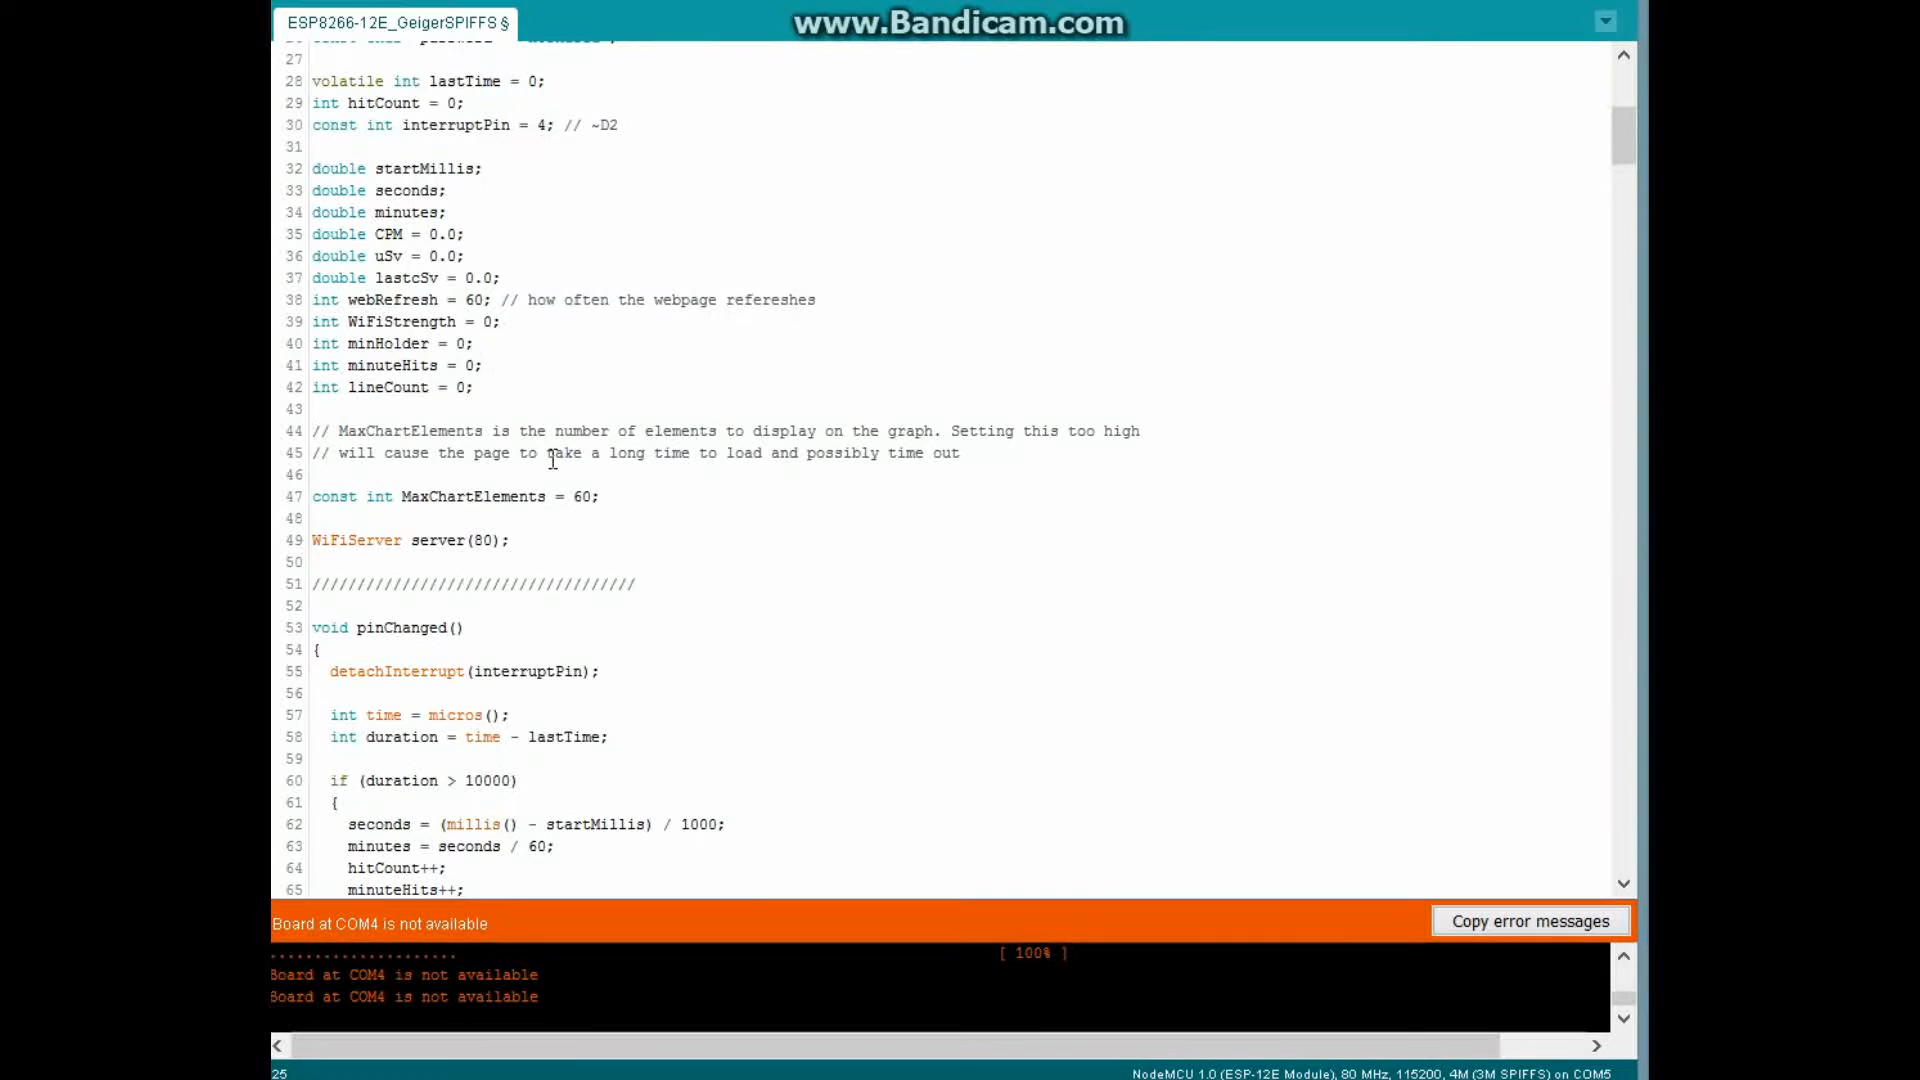 www.Bandicam.com
ESP8266-12E_GeigerSPIFFS §
27
28 volatile int lastTime = 0;
29 int hitCount = 0;
30 const int interruptPin = 4; // ~D2
31
32 double startMillis;
33 double seconds;
34 double minutes;
35 double CPM = 0.0;
36 double uSv = 0.0;
37 double lastcSv = 0.0;
38 int webRefresh = 60; // how often the webpage refereshes
39 int WiFiStrength = 0;
40 int minHolder = 0;
41 int minuteHits = 0;
42 int lineCount = 0;
43
44 // MaxChartElements is the number of elements to display on the graph. Setting this too high
45 // will cause the page to take a long time to load and possibly time out
46
47 const int MaxChartElements = 60;
48
49 WiFiServer server(80);
50
51 ////////////////////////////////////
52
53 void pinChanged()
54 {
55 detachInterrupt(interruptPin);
56
57 int time = micros();
58 int duration = time - lastTime;
59
60 if (duration > 10000)
61 {
62 seconds = (millis() - startMillis) / 1000;
63 minutes = seconds / 60;
64 hitCount++;
65 minuteHits++;
Board at COM4 is not available
Copy error messages
..................... [ 100% ]
Board at COM4 is not available
Board at COM4 is not available
25
NodeMCU 1.0 (ESP-12E Module), 80 MHz, 115200, 4M (3M SPIFFS) on COM5